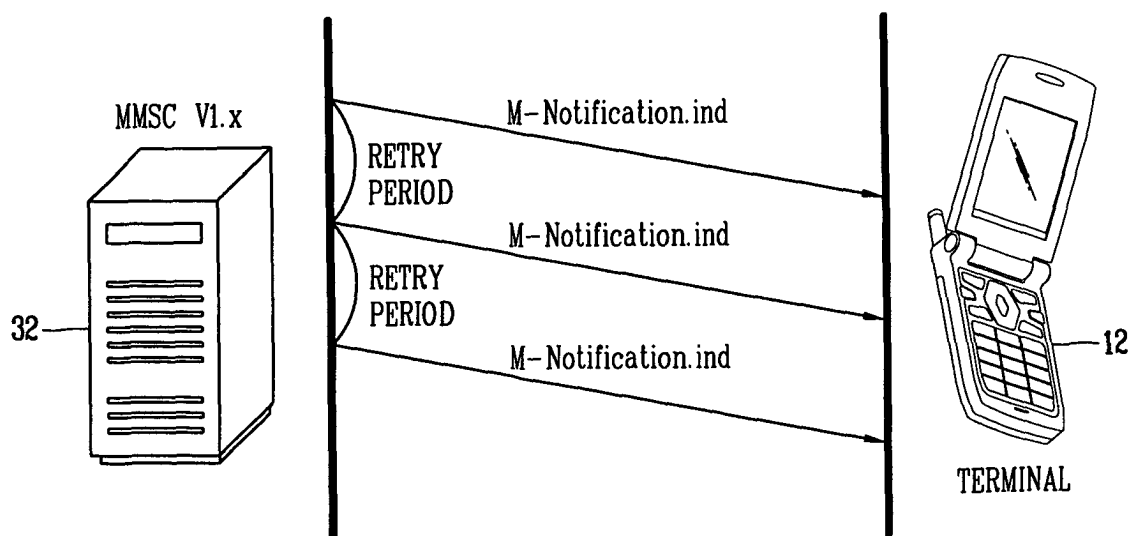 MMSC V1.x
M-Notification.ind
RETRY
PERIOD
M-Notification.ind
RETRY
PERIOD
M-Notification.ind
32
12
TERMINAL